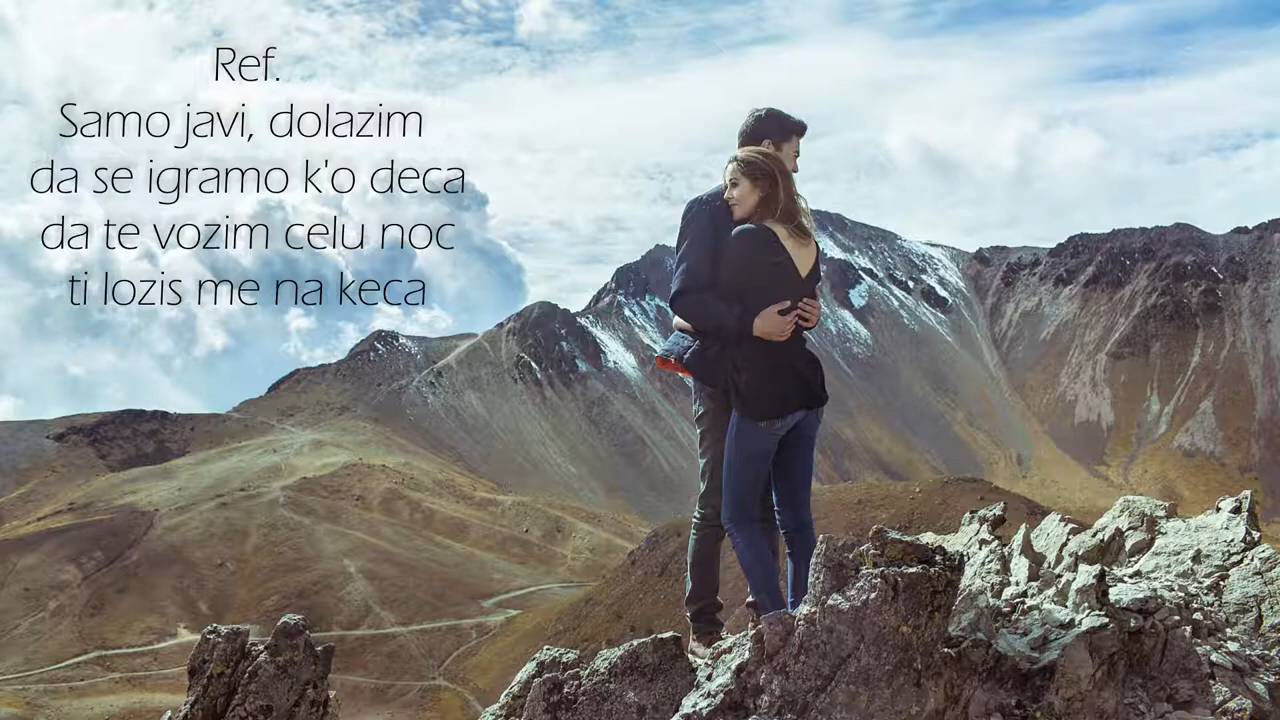 Ref.
Samo javi, dolazim
da se igramo k'o deca
da te vozim celu noc
ti lozis me na keca